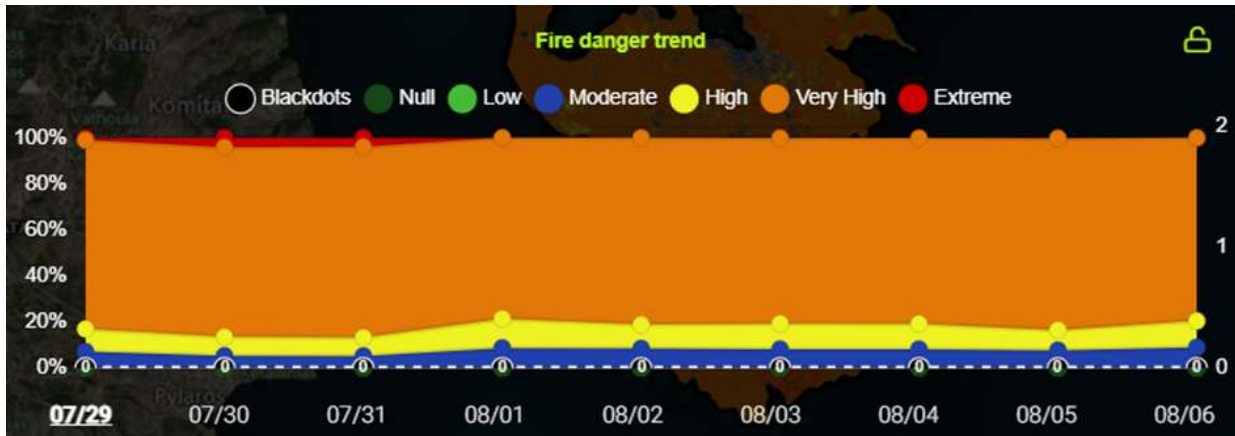 Karia
Fire danger trend
Komita
Vathoula
Blackdots Null Low Moderate High Very High Extreme
100%
80%
60%
40%
20%
0%
2
1
0
0 0 0 0 0 0 0 0 0
Pylaros
07/29 07/30 07/31 08/01 08/02 08/03 08/04 08/05 08/06